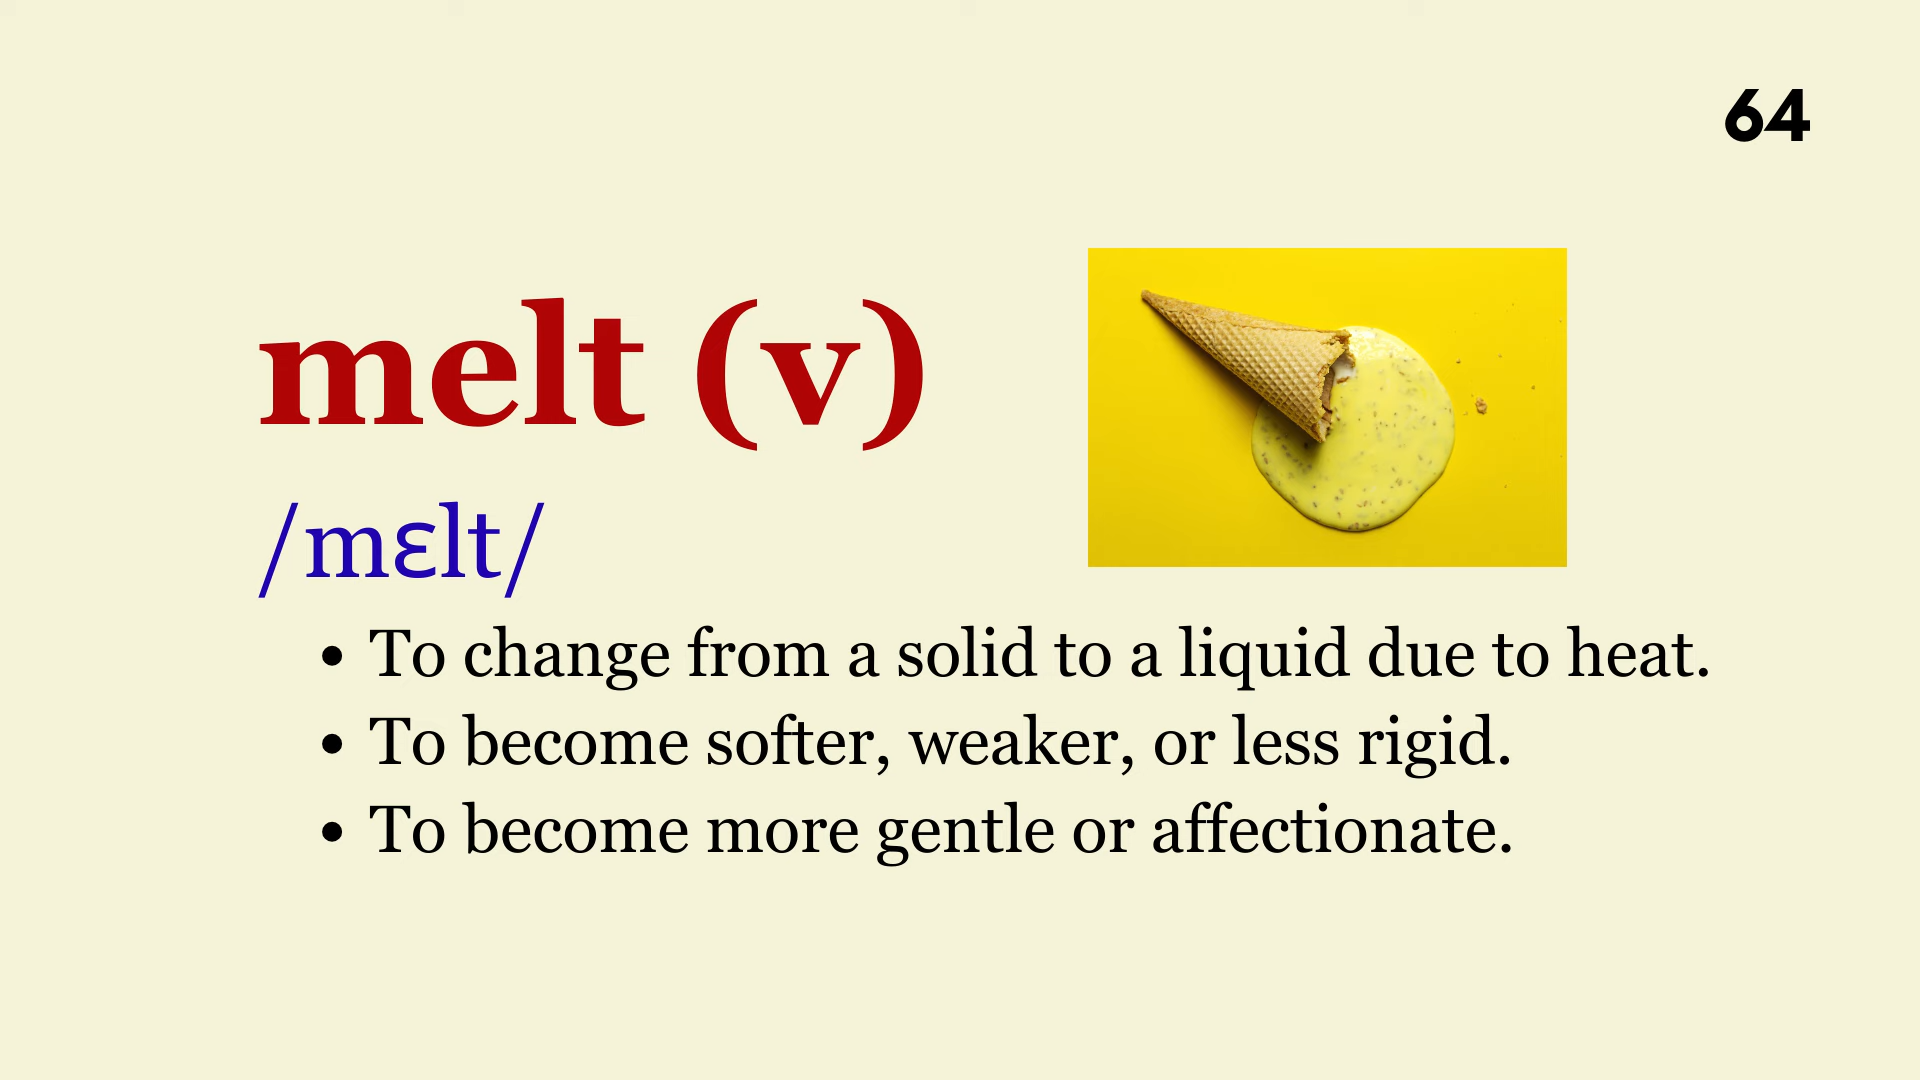 64
melt (v)
/mɛlt/
• To change from a solid to a liquid due to heat.
• To become softer, weaker, or less rigid.
• To become more gentle or affectionate.